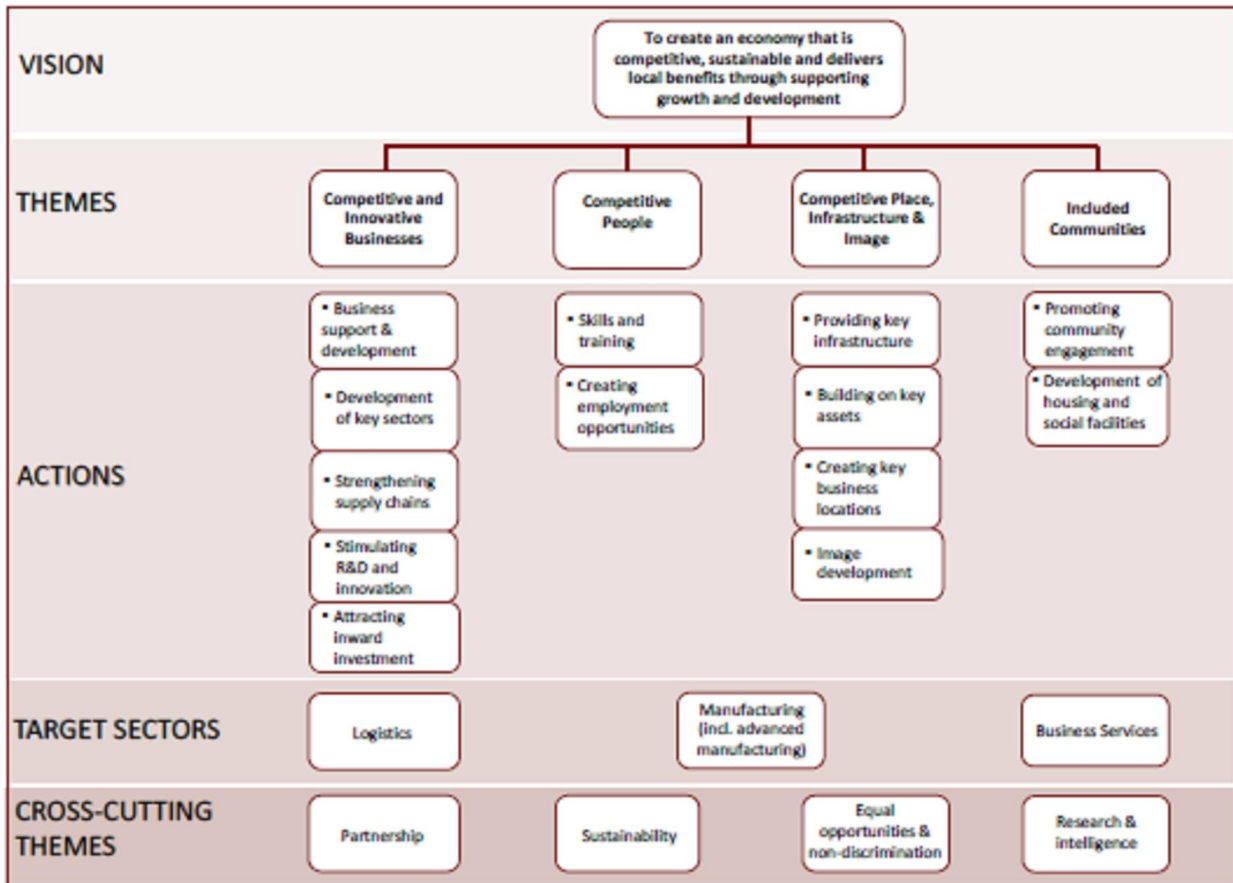 VISION
To create an economy that is
competitive, sustainable and delivers
local benefits through supporting
growth and development
THEMES
Competitive and
Innovative
Businesses
Competitive
People
Competitive Place,
Infrastructure &
Image
Included
Communities
ACTIONS
▪ Business
support &
development
▪ Development
of key sectors
▪ Strengthening
supply chains
▪ Stimulating
R&D and
innovation
▪ Attracting
inward
investment
▪ Skills and
training
▪ Creating
employment
opportunities
▪ Providing key
infrastructure
▪ Building on key
assets
▪ Creating key
business
locations
▪ Image
development
▪ Promoting
community
engagement
▪ Development of
housing and
social facilities
TARGET SECTORS
Logistics
Manufacturing
(incl. advanced
manufacturing)
Business Services
CROSS-CUTTING
THEMES
Partnership
Sustainability
Equal
opportunities &
non-discrimination
Research &
intelligence